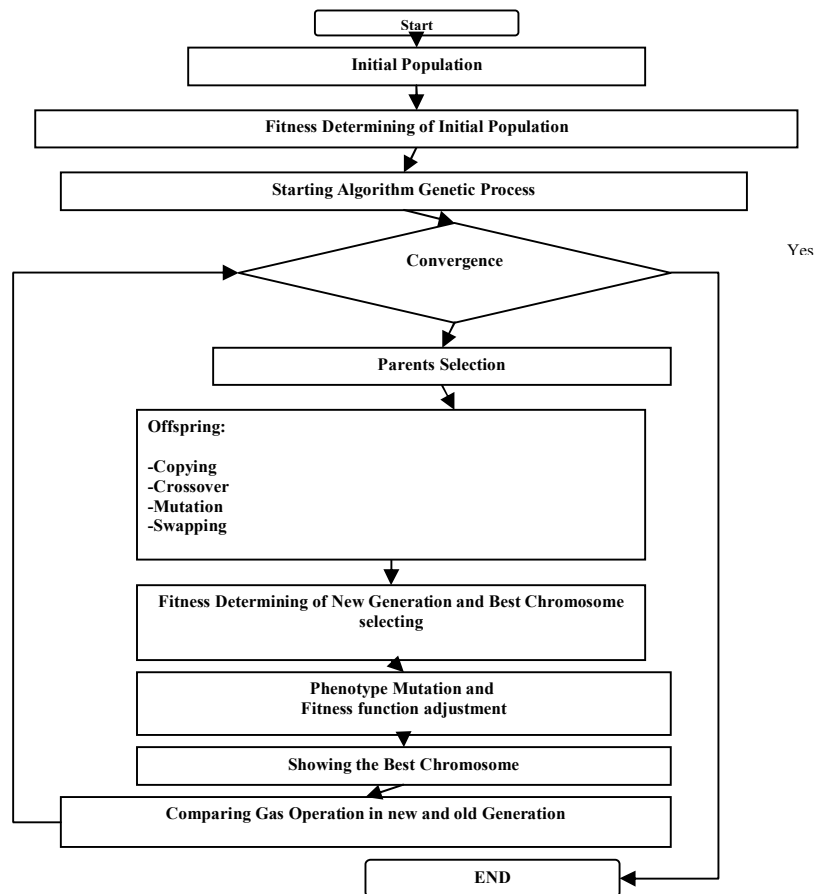 Start
Initial Population
Fitness Determining of Initial Population
Starting Algorithm Genetic Process
Convergence
Yes
Parents Selection
Offspring:
-Copying
-Crossover
-Mutation
-Swapping
Fitness Determining of New Generation and Best Chromosome
selecting
Phenotype Mutation and
Fitness function adjustment
Showing the Best Chromosome
Comparing Gas Operation in new and old Generation
END